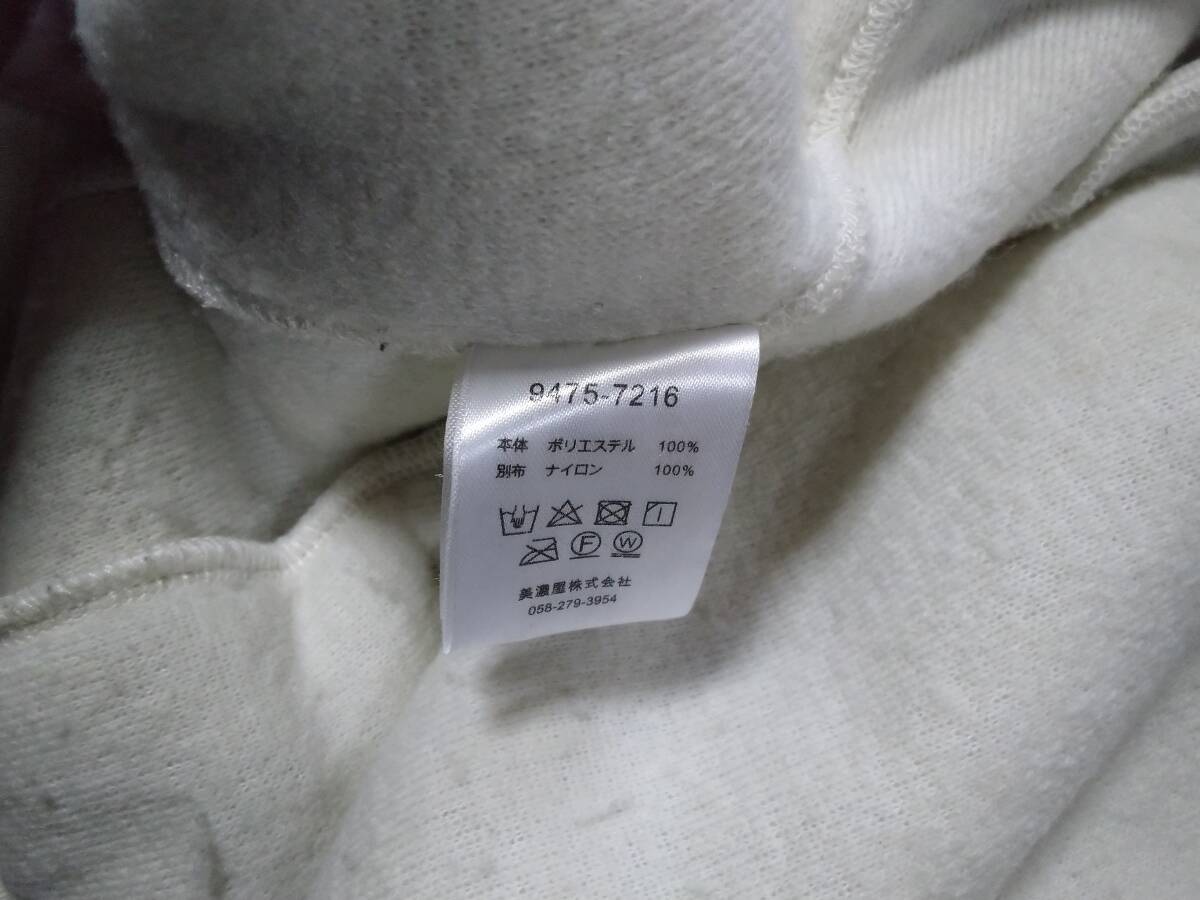 9475-7216
本体 ポリエステル 100%
別布 ナイロン 100%
F W
美濃屋株式会社
058-279-3954